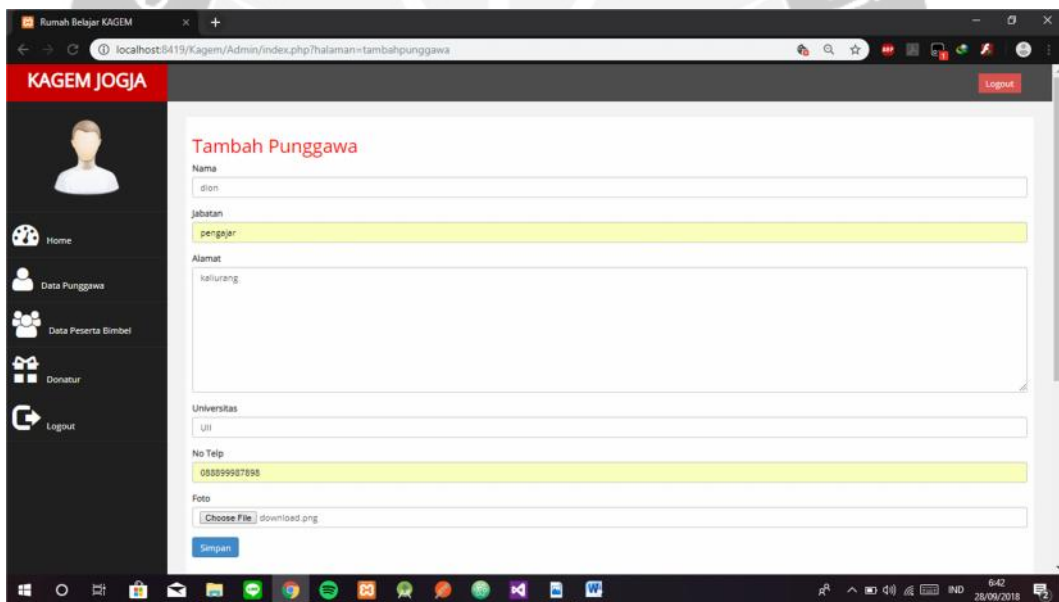 Rumah Belajar KAGEM
localhost:8419/Kagem/Admin/index.php?halaman=tambahpunggawa
KAGEM JOGJA
Logout
Home
Data Punggawa
Data Peserta Bimbel
Donatur
Logout
Tambah Punggawa
Nama
dion
Jabatan
pengajar
Alamat
kaliurang
Universitas
UII
No Telp
088899987898
Foto
Choose File download.png
Simpan
IND
6:42
28/09/2018